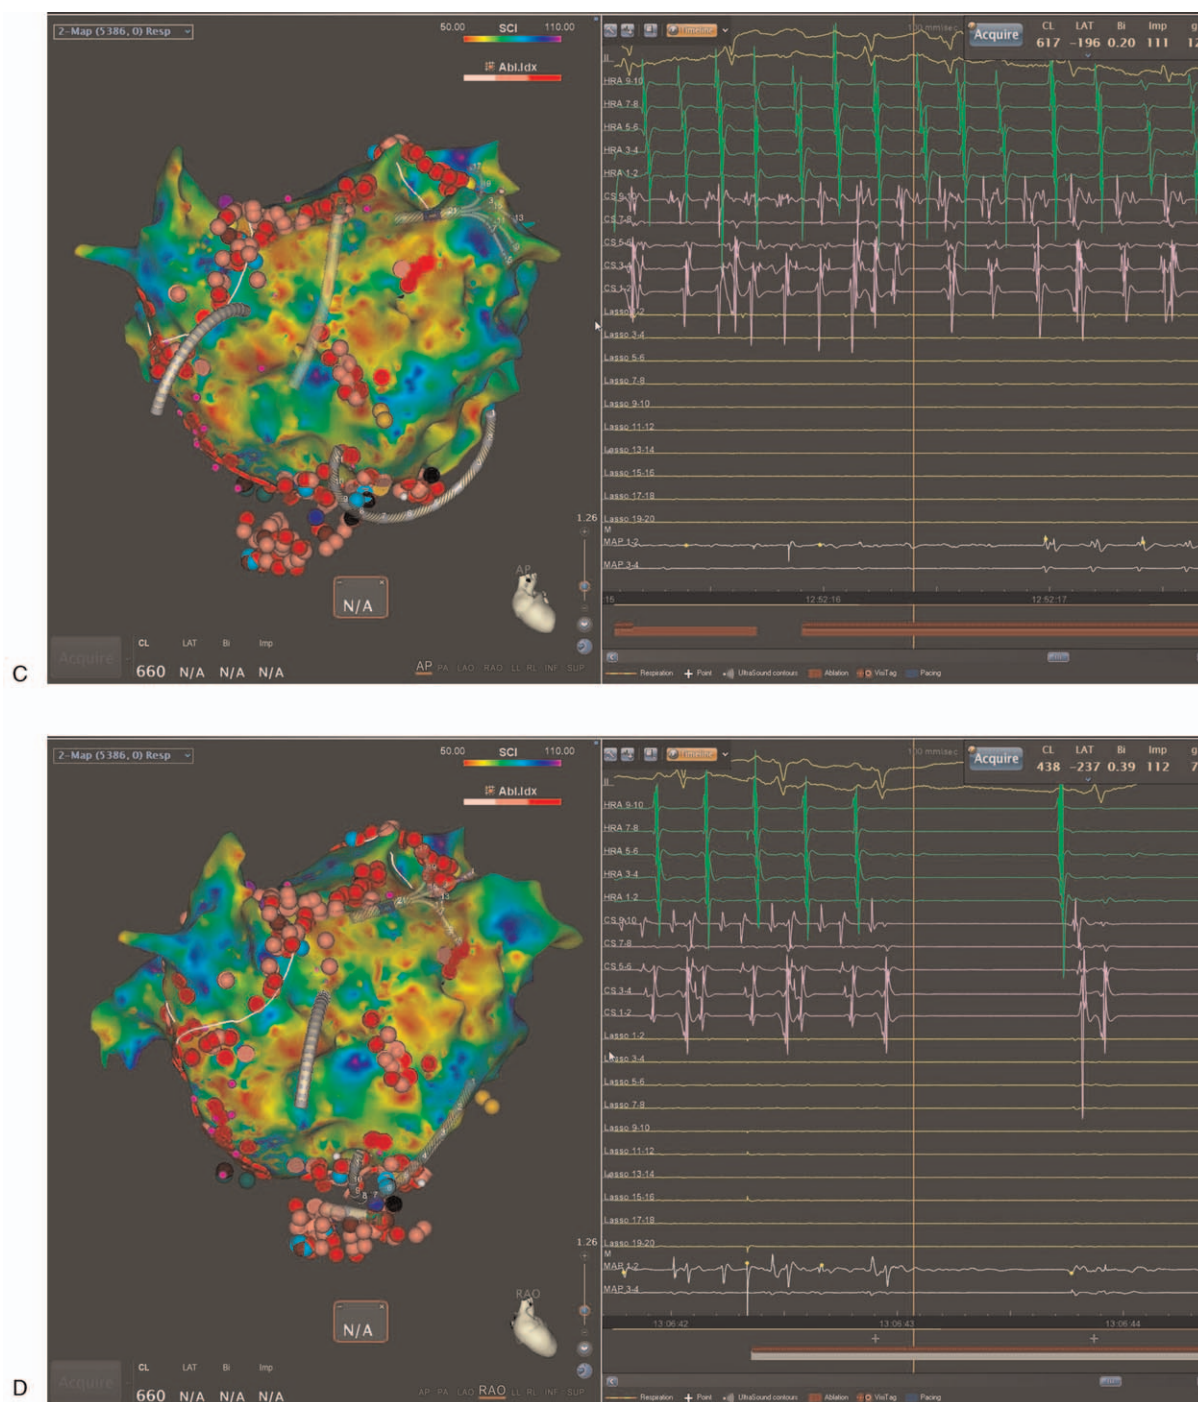 2-Map (5386, 0) Resp
50.00 SCI 110.00
Abl.Idx
1.26
AP
N/A
Acquire
CL LAT Bi Imp
660 N/A N/A N/A
AP PA LAO RAO LL RL INF SUP
C
Timeline
100 mm/sec
Acquire
CL LAT Bi Imp
617 -196 0.20 111
II
HRA 9-10
HRA 7-8
HRA 5-6
HRA 3-4
HRA 1-2
CS 9-10
CS 7-8
CS 5-6
CS 3-4
CS 1-2
Lasso 1-2
Lasso 3-4
Lasso 5-6
Lasso 7-8
Lasso 9-10
Lasso 11-12
Lasso 13-14
Lasso 15-16
Lasso 17-18
Lasso 19-20
M
MAP 1-2
MAP 3-4
15 12:52:16 12:52:17
Respiration Point UltraSound contours Ablation VisiTag Pacing
2-Map (5386, 0) Resp
50.00 SCI 110.00
Abl.Idx
1.26
RAO
N/A
Acquire
CL LAT Bi Imp
660 N/A N/A N/A
AP PA LAO RAO LL RL INF SUP
D
Timeline
100 mm/sec
Acquire
CL LAT Bi Imp
438 -237 0.39 112
II
HRA 9-10
HRA 7-8
HRA 5-6
HRA 3-4
HRA 1-2
CS 9-10
CS 7-8
CS 5-6
CS 3-4
CS 1-2
Lasso 1-2
Lasso 3-4
Lasso 5-6
Lasso 7-8
Lasso 9-10
Lasso 11-12
Lasso 13-14
Lasso 15-16
Lasso 17-18
Lasso 19-20
M
MAP 1-2
MAP 3-4
13:06:42 13:06:43 13:06:44
Respiration Point UltraSound contours Ablation VisiTag Pacing